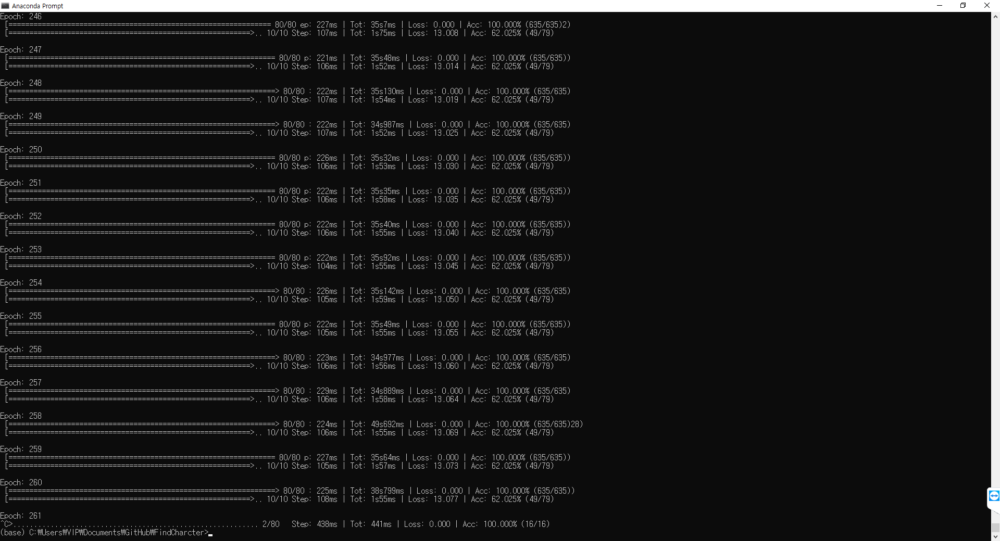 Anaconda Prompt
Epoch: 246
[================================================================ 80/80 ep: 227ms | Tot: 35s7ms | Loss: 0.000 | Acc: 100.000% (635/635)2)
[==========================================================>.. 10/10 Step: 107ms | Tot: 1s75ms | Loss: 13.008 | Acc: 62.025% (49/79)
Epoch: 247
[================================================================ 80/80 p: 221ms | Tot: 35s48ms | Loss: 0.000 | Acc: 100.000% (635/635))
[==========================================================>.. 10/10 Step: 106ms | Tot: 1s52ms | Loss: 13.014 | Acc: 62.025% (49/79)
Epoch: 248
[================================================================> 80/80 : 222ms | Tot: 35s130ms | Loss: 0.000 | Acc: 100.000% (635/635)
[==========================================================>.. 10/10 Step: 107ms | Tot: 1s54ms | Loss: 13.019 | Acc: 62.025% (49/79)
Epoch: 249
[================================================================> 80/80 : 222ms | Tot: 34s987ms | Loss: 0.000 | Acc: 100.000% (635/635)
[==========================================================>.. 10/10 Step: 107ms | Tot: 1s52ms | Loss: 13.025 | Acc: 62.025% (49/79)
Epoch: 250
[================================================================ 80/80 p: 226ms | Tot: 35s32ms | Loss: 0.000 | Acc: 100.000% (635/635))
[==========================================================>.. 10/10 Step: 106ms | Tot: 1s53ms | Loss: 13.030 | Acc: 62.025% (49/79)
Epoch: 251
[================================================================ 80/80 p: 222ms | Tot: 35s35ms | Loss: 0.000 | Acc: 100.000% (635/635))
[==========================================================>.. 10/10 Step: 106ms | Tot: 1s58ms | Loss: 13.035 | Acc: 62.025% (49/79)
Epoch: 252
[================================================================ 80/80 p: 222ms | Tot: 35s40ms | Loss: 0.000 | Acc: 100.000% (635/635))
[==========================================================>.. 10/10 Step: 106ms | Tot: 1s55ms | Loss: 13.040 | Acc: 62.025% (49/79)
Epoch: 253
[================================================================ 80/80 p: 222ms | Tot: 35s92ms | Loss: 0.000 | Acc: 100.000% (635/635))
[==========================================================>.. 10/10 Step: 104ms | Tot: 1s55ms | Loss: 13.045 | Acc: 62.025% (49/79)
Epoch: 254
[================================================================> 80/80 : 226ms | Tot: 35s142ms | Loss: 0.000 | Acc: 100.000% (635/635)
[==========================================================>.. 10/10 Step: 105ms | Tot: 1s59ms | Loss: 13.050 | Acc: 62.025% (49/79)
Epoch: 255
[================================================================ 80/80 p: 222ms | Tot: 35s49ms | Loss: 0.000 | Acc: 100.000% (635/635))
[==========================================================>.. 10/10 Step: 105ms | Tot: 1s55ms | Loss: 13.055 | Acc: 62.025% (49/79)
Epoch: 256
[================================================================> 80/80 : 223ms | Tot: 34s977ms | Loss: 0.000 | Acc: 100.000% (635/635)
[==========================================================>.. 10/10 Step: 106ms | Tot: 1s56ms | Loss: 13.060 | Acc: 62.025% (49/79)
Epoch: 257
[================================================================> 80/80 : 229ms | Tot: 34s889ms | Loss: 0.000 | Acc: 100.000% (635/635)
[==========================================================>.. 10/10 Step: 106ms | Tot: 1s58ms | Loss: 13.064 | Acc: 62.025% (49/79)
Epoch: 258
[================================================================> 80/80 : 224ms | Tot: 49s692ms | Loss: 0.000 | Acc: 100.000% (635/635)28)
[==========================================================>.. 10/10 Step: 106ms | Tot: 1s55ms | Loss: 13.069 | Acc: 62.025% (49/79)
Epoch: 259
[================================================================ 80/80 p: 227ms | Tot: 35s64ms | Loss: 0.000 | Acc: 100.000% (635/635))
[==========================================================>.. 10/10 Step: 105ms | Tot: 1s57ms | Loss: 13.073 | Acc: 62.025% (49/79)
Epoch: 260
[================================================================> 80/80 : 225ms | Tot: 38s799ms | Loss: 0.000 | Acc: 100.000% (635/635))
[==========================================================>.. 10/10 Step: 108ms | Tot: 1s55ms | Loss: 13.077 | Acc: 62.025% (49/79)
Epoch: 261
^C>........................................................... 2/80 Step: 438ms | Tot: 441ms | Loss: 0.000 | Acc: 100.000% (16/16)
(base) C:₩Users₩VIP₩Documents₩GitHub₩FindCharcter>